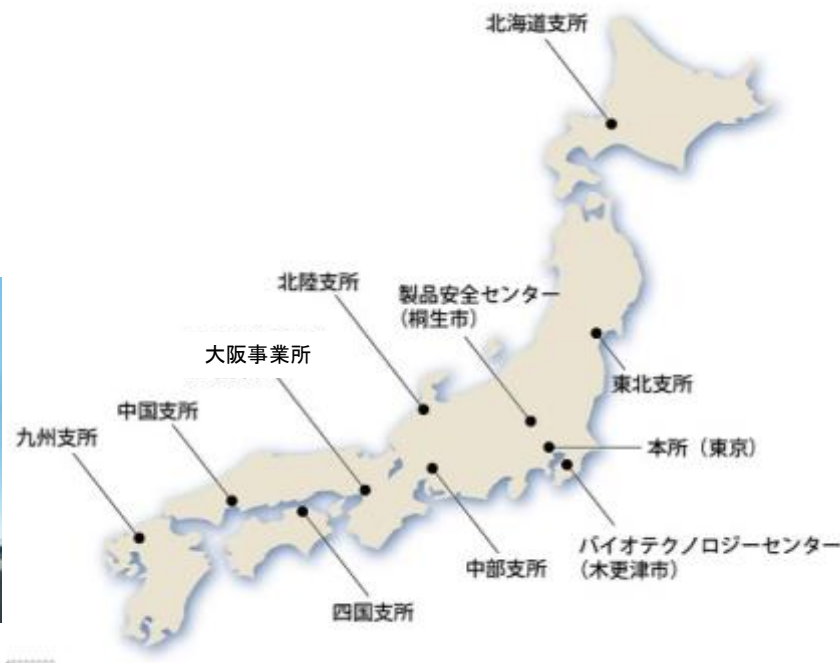 北海道支所
北陸支所
製品安全センター
(桐生市)
大阪事業所
東北支所
中国支所
九州支所
本所（東京）
バイオテクノロジーセンター
(木更津市)
中部支所
四国支所